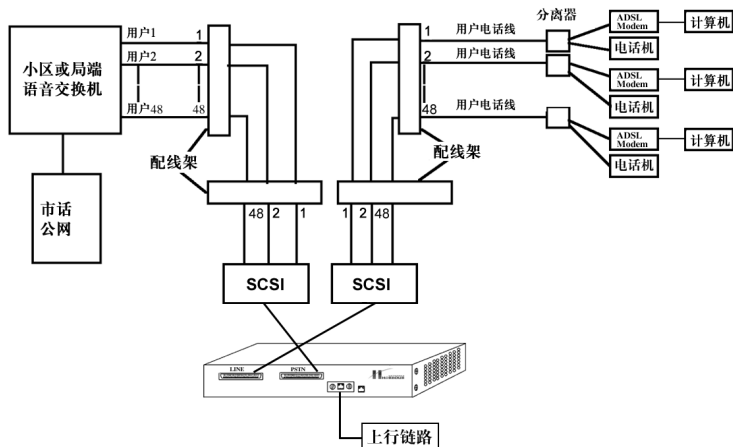 小区或局端
语音交换机
用户1
1
用户2
2
用户48
48
市话
公网
配线架
48
2
1
SCSI
1
用户电话线
2
用户电话线
48
用户电话线
配线架
1
2
48
SCSI
分离器
ADSL
Modem
计算机
电话机
ADSL
Modem
计算机
电话机
ADSL
Modem
计算机
电话机
LINE
PSTN
上行链路